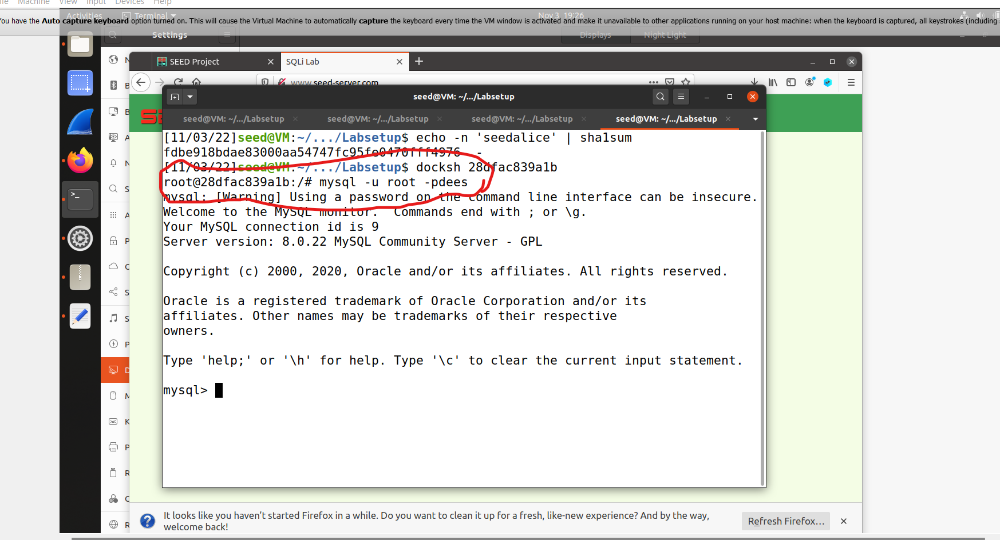 File Machine View Input Devices Help
You have the Auto capture keyboard option turned on. This will cause the Virtual Machine to automatically capture the keyboard every time the VM window is activated and make it unavailable to other applications running on your host machine: when the keyboard is captured, all keystrokes (including
Activities Terminal Nov 3 19:26
Settings Displays Night Light
SEED Project SQLi Lab
www.seed-server.com
seed@VM: ~/.../Labsetup
seed@VM: ~/.../Labsetup seed@VM: ~/.../Labsetup seed@VM: ~/.../Labsetup seed@VM: ~/.../Labsetup
[11/03/22]seed@VM:~/.../Labsetup$ echo -n 'seedalice' | sha1sum
fdbe918bdae83000aa54747fc95fe0470fff4976 -
[11/03/22]seed@VM:~/.../Labsetup$ docksh 28dfac839a1b
root@28dfac839a1b:/# mysql -u root -pdees
mysql: [Warning] Using a password on the command line interface can be insecure.
Welcome to the MySQL monitor. Commands end with ; or \g.
Your MySQL connection id is 9
Server version: 8.0.22 MySQL Community Server - GPL
Copyright (c) 2000, 2020, Oracle and/or its affiliates. All rights reserved.
Oracle is a registered trademark of Oracle Corporation and/or its
affiliates. Other names may be trademarks of their respective
owners.
Type 'help;' or '\h' for help. Type '\c' to clear the current input statement.
mysql>
It looks like you haven't started Firefox in a while. Do you want to clean it up for a fresh, like-new experience? And by the way,
welcome back!
Refresh Firefox...